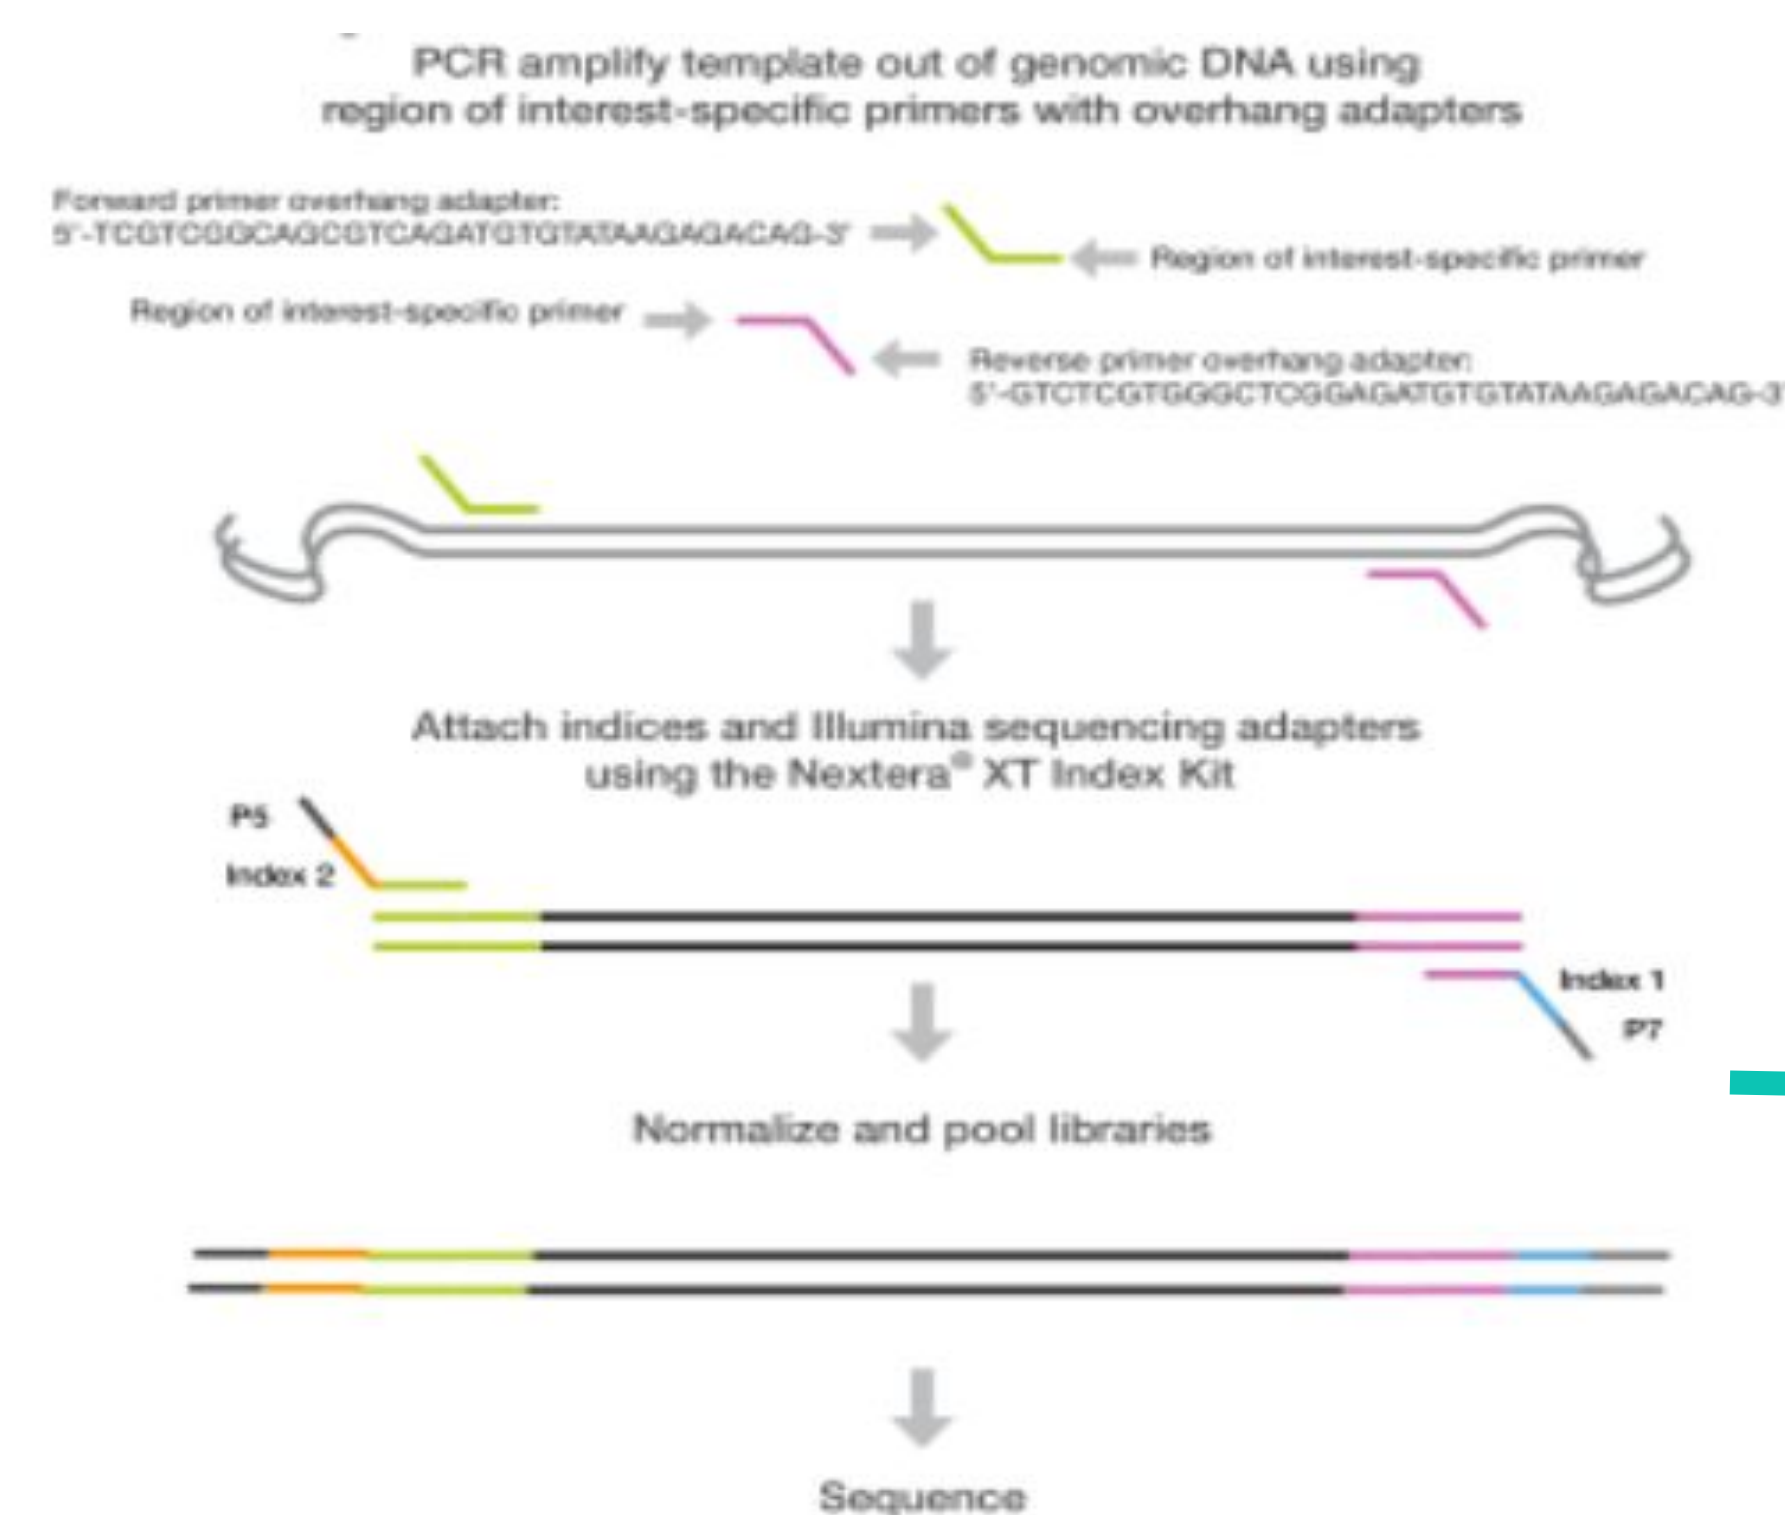 PCR amplify template out of genomic DNA using
region of interest-specific primers with overhang adapters
Forward primer overhang adapter:
5'-TCGTCGGCAGCGTCAGATGTGTATAAGAGACAG-3'
Region of interest-specific primer
Region of interest-specific primer
Reverse primer overhang adapter:
5'-GTCTCGTGGGCTCGGAGATGTGTATAAGAGACAG-3'
Attach indices and Illumina sequencing adapters
using the Nextera® XT Index Kit
P5
Index 2
Index 1
P7
Normalize and pool libraries
Sequence